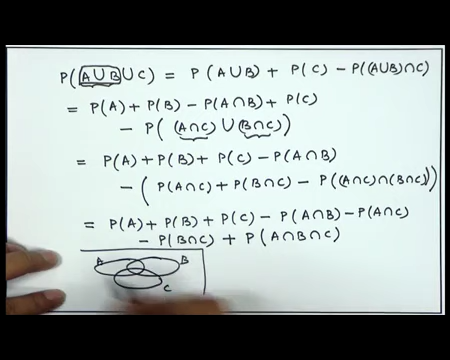 P(A∪B∪C) = P(A∪B) + P(C) − P((A∪B)∩C)
= P(A) + P(B) − P(A∩B) + P(C)
− P((A∩C) ∪ (B∩C))
= P(A) + P(B) + P(C) − P(A∩B)
− (P(A∩C) + P(B∩C) − P((A∩C)∩(B∩C)))
= P(A) + P(B) + P(C) − P(A∩B) − P(A∩C)
− P(B∩C) + P(A∩B∩C)
A B
C